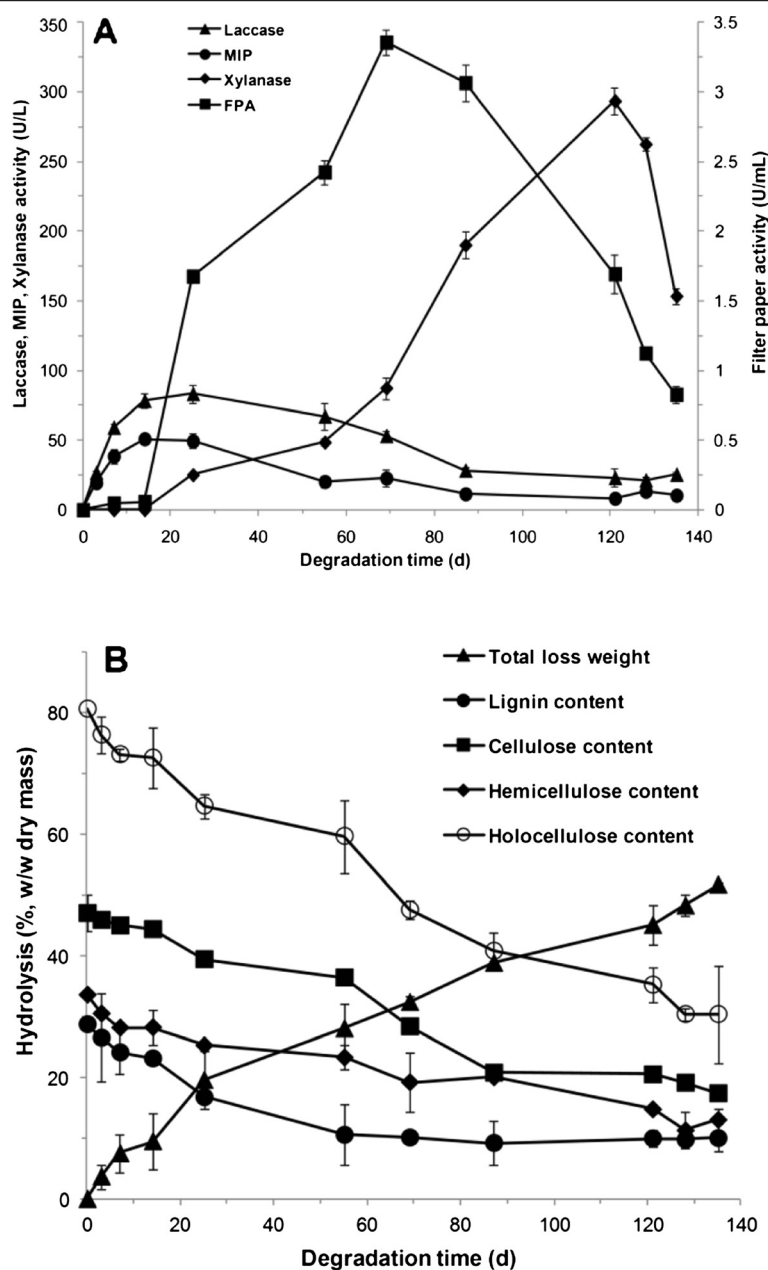 A
Laccase
MIP
Xylanase
FPA
Laccase, MIP, Xylanase activity (U/L)
350
300
250
200
150
100
50
0
3.5
3
2.5
2
1.5
1
0.5
0
Filter paper activity (U/mL)
0 20 40 60 80 100 120 140
Degradation time (d)
B
Total loss weight
Lignin content
Cellulose content
Hemicellulose content
Holocellulose content
Hydrolysis (%, w/w dry mass)
80
60
40
20
0
0 20 40 60 80 100 120 140
Degradation time (d)